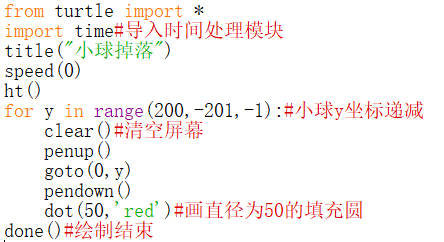 from turtle import *
import time#导入时间处理模块
title("小球掉落")
speed(0)
ht()
for y in range(200,-201,-1):#小球y坐标递减
    clear()#清空屏幕
    penup()
    goto(0,y)
    pendown()
    dot(50,'red')#画直径为50的填充圆
done()#绘制结束